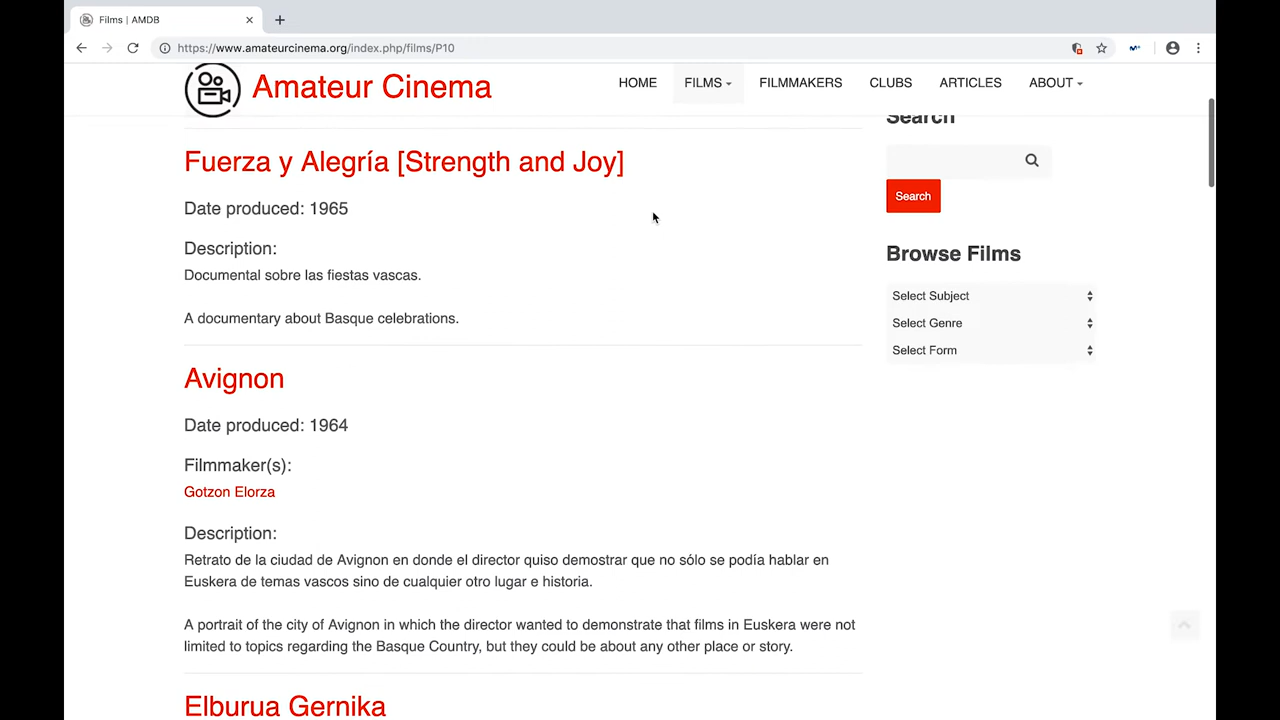 Films | AMDB
https://www.amateurcinema.org/index.php/films/P10
Amateur Cinema
HOME
FILMS
FILMMAKERS
CLUBS
ARTICLES
ABOUT
Search
Search
Fuerza y Alegría [Strength and Joy]
Date produced: 1965
Description:
Documental sobre las fiestas vascas.
A documentary about Basque celebrations.
Browse Films
Select Subject
Select Genre
Select Form
Avignon
Date produced: 1964
Filmmaker(s):
Gotzon Elorza
Description:
Retrato de la ciudad de Avignon en donde el director quiso demostrar que no sólo se podía hablar en
Euskera de temas vascos sino de cualquier otro lugar e historia.
A portrait of the city of Avignon in which the director wanted to demonstrate that films in Euskera were not
limited to topics regarding the Basque Country, but they could be about any other place or story.
Elburua Gernika